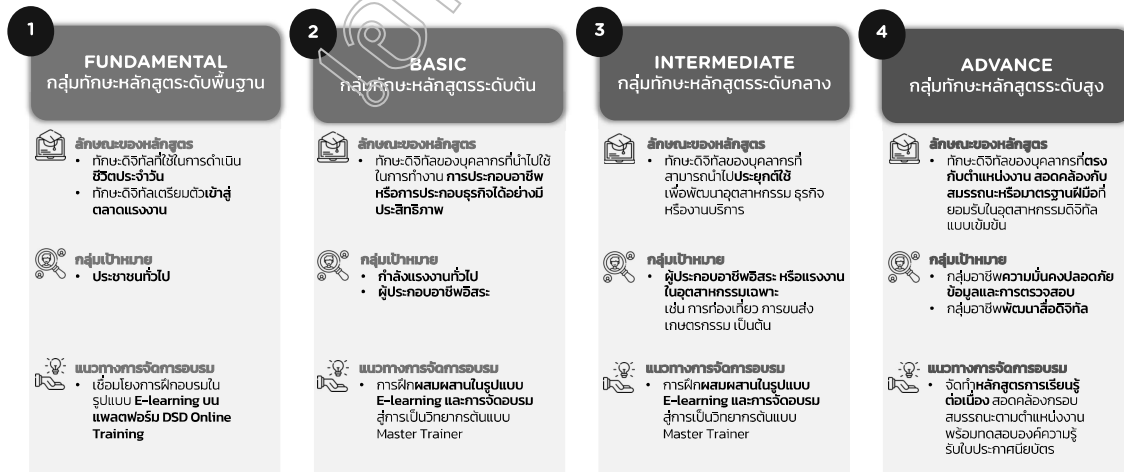 1
FUNDAMENTAL
กลุ่มทักษะหลักสูตรระดับพื้นฐาน
ลักษณะของหลักสูตร
• ทักษะดิจิทัลที่ใช้ในการดำเนิน
ชีวิตประจำวัน
• ทักษะดิจิทัลเตรียมตัวเข้าสู่
ตลาดแรงงาน
กลุ่มเป้าหมาย
• ประชาชนทั่วไป
แนวทางการจัดการอบรม
• เชื่อมโยงการฝึกอบรมใน
รูปแบบ E-learning บน
แพลตฟอร์ม DSD Online
Training
2
BASIC
กลุ่มทักษะหลักสูตรระดับต้น
ลักษณะของหลักสูตร
• ทักษะดิจิทัลของบุคลากรที่นำไปใช้
ในการทำงาน การประกอบอาชีพ
หรือการประกอบธุรกิจได้อย่างมี
ประสิทธิภาพ
กลุ่มเป้าหมาย
• กำลังแรงงานทั่วไป
• ผู้ประกอบอาชีพอิสระ
แนวทางการจัดการอบรม
• การฝึกผสมผสานในรูปแบบ
E-learning และการจัดอบรม
สู่การเป็นวิทยากรต้นแบบ
Master Trainer
3
INTERMEDIATE
กลุ่มทักษะหลักสูตรระดับกลาง
ลักษณะของหลักสูตร
• ทักษะดิจิทัลของบุคลากรที่
สามารถนำไปประยุกต์ใช้
เพื่อพัฒนาอุตสาหกรรม ธุรกิจ
หรืองานบริการ
กลุ่มเป้าหมาย
• ผู้ประกอบอาชีพอิสระ หรือแรงงาน
ในอุตสาหกรรมเฉพาะ
เช่น การท่องเที่ยว การขนส่ง
เกษตรกรรม เป็นต้น
แนวทางการจัดการอบรม
• การฝึกผสมผสานในรูปแบบ
E-learning และการจัดอบรม
สู่การเป็นวิทยากรต้นแบบ
Master Trainer
4
ADVANCE
กลุ่มทักษะหลักสูตรระดับสูง
ลักษณะของหลักสูตร
• ทักษะดิจิทัลของบุคลากรที่ตรง
กับตำแหน่งงาน สอดคล้องกับ
สมรรถนะหรือมาตรฐานฝีมือที่
ยอมรับในอุตสาหกรรมดิจิทัล
แบบเข้มข้น
กลุ่มเป้าหมาย
• กลุ่มอาชีพความมั่นคงปลอดภัย
ข้อมูลและการตรวจสอบ
• กลุ่มอาชีพพัฒนาสื่อดิจิทัล
แนวทางการจัดการอบรม
• จัดทำหลักสูตรการเรียนรู้
ต่อเนื่อง สอดคล้องกรอบ
สมรรถนะตามตำแหน่งงาน
พร้อมทดสอบองค์ความรู้
รับใบประกาศนียบัตร